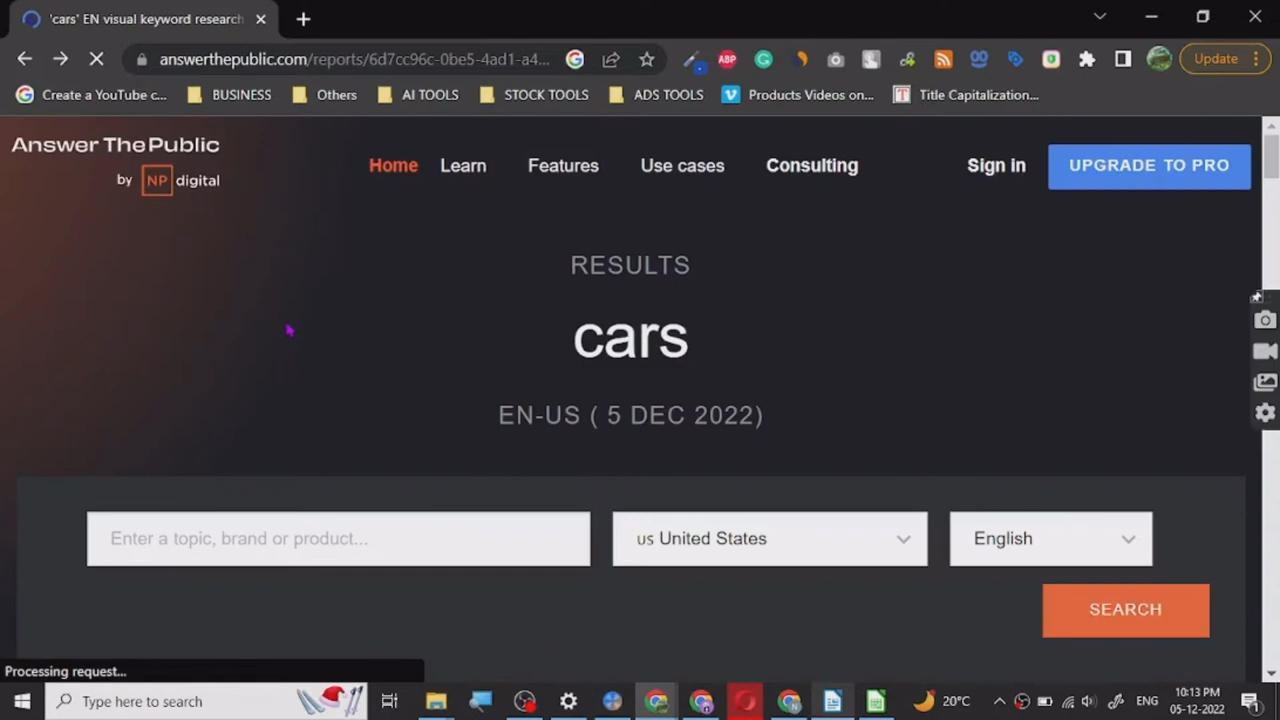 'cars' EN visual keyword research
answerthepublic.com/reports/6d7cc96c-0be5-4ad1-a4...
ABP
Update
Create a YouTube c...
BUSINESS
Others
AI TOOLS
STOCK TOOLS
ADS TOOLS
Products Videos on...
Title Capitalization...
Answer The Public
by NP digital
Home
Learn
Features
Use cases
Consulting
Sign in
UPGRADE TO PRO
RESULTS
cars
EN-US ( 5 DEC 2022)
Enter a topic, brand or product...
us United States
English
SEARCH
Processing request...
Type here to search
20°C
ENG
10:13 PM
05-12-2022
1